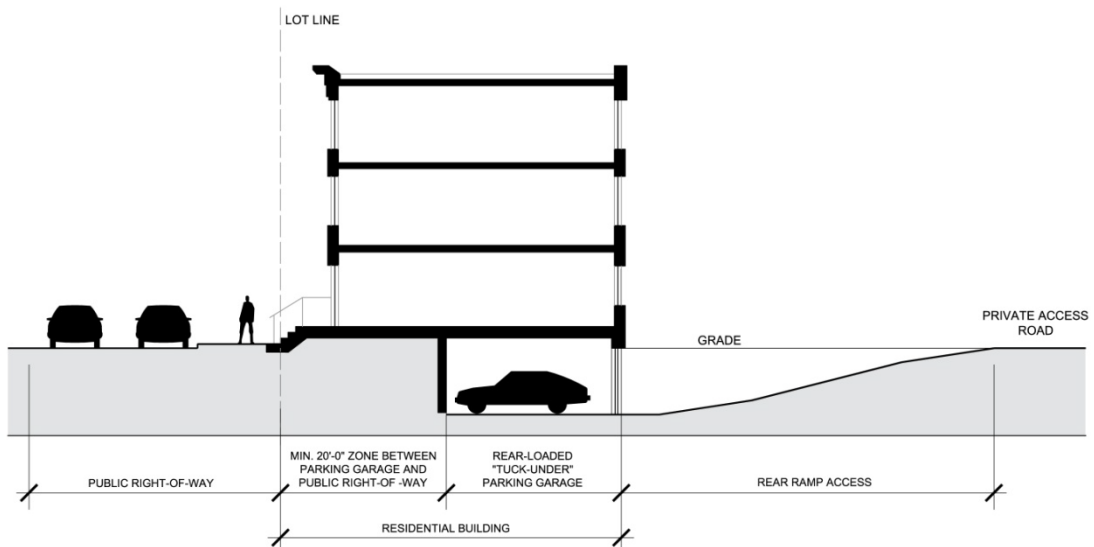 LOT LINE
PRIVATE ACCESS
ROAD
GRADE
MIN. 20'-0" ZONE BETWEEN
PARKING GARAGE AND
PUBLIC RIGHT-OF -WAY
REAR-LOADED
"TUCK-UNDER"
PARKING GARAGE
PUBLIC RIGHT-OF-WAY
REAR RAMP ACCESS
RESIDENTIAL BUILDING